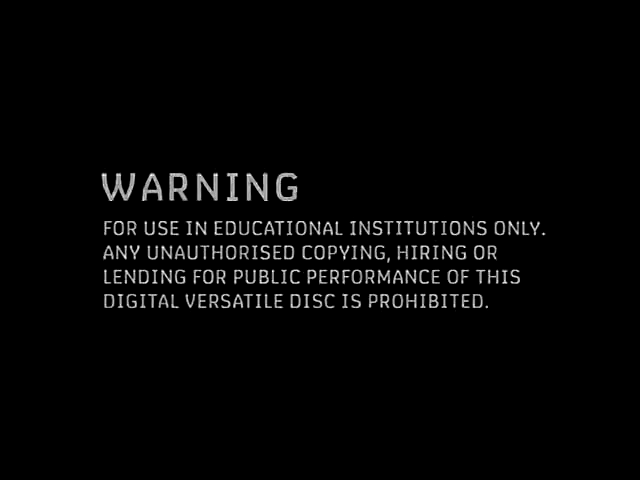 WARNING
FOR USE IN EDUCATIONAL INSTITUTIONS ONLY.
ANY UNAUTHORISED COPYING, HIRING OR
LENDING FOR PUBLIC PERFORMANCE OF THIS
DIGITAL VERSATILE DISC IS PROHIBITED.